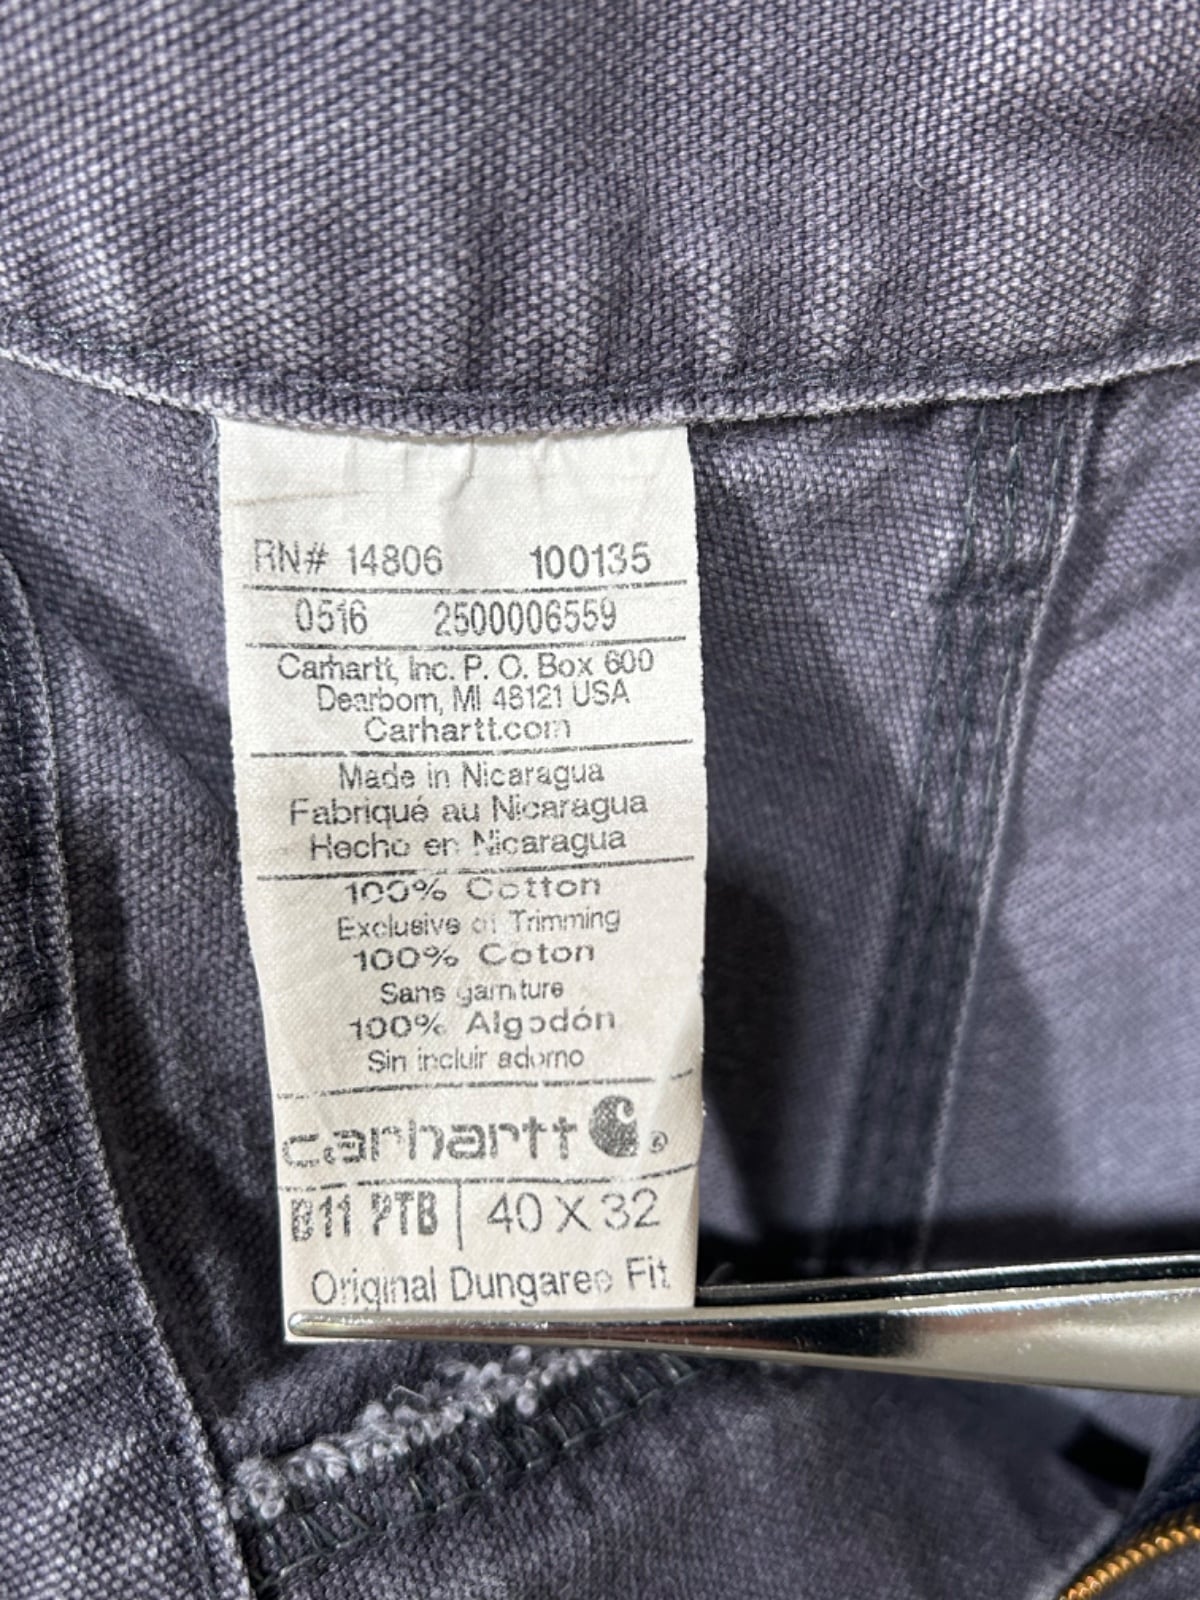 RN# 14806 100135
0516 2500006559
Carhartt, Inc. P. O. Box 600
Dearborn, MI 48121 USA
Carhartt.com
Made in Nicaragua
Fabriqué au Nicaragua
Hecho en Nicaragua
100% Cotton
Exclusive of Trimming
100% Coton
Sans garniture
100% Algodón
Sin incluir adorno
carhartt ®
B11 PTB | 40 X 32
Original Dungaree Fit